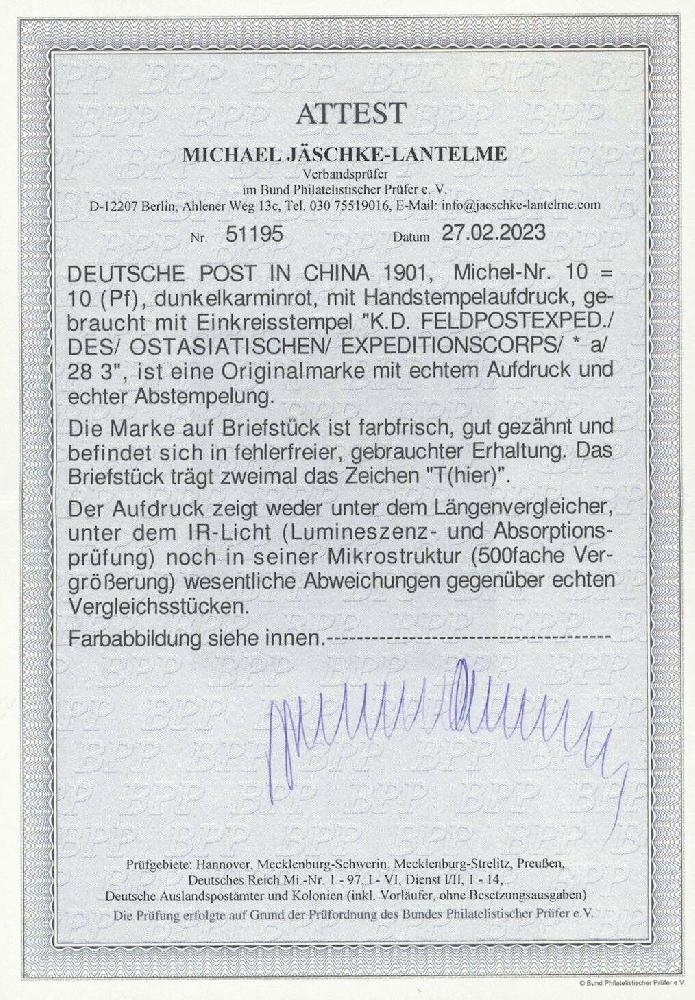 ATTEST
MICHAEL JÄSCHKE-LANTELME
Verbandsprüfer
im Bund Philatelistischer Prüfer e. V.
D-12207 Berlin, Ahlener Weg 13c, Tel. 030 75519016, E-Mail: info@jaeschke-lantelme.com
Nr. 51195 Datum 27.02.2023
DEUTSCHE POST IN CHINA 1901, Michel-Nr. 10 =
10 (Pf), dunkelkarminrot, mit Handstempelaufdruck, ge-
braucht mit Einkreisstempel "K.D. FELDPOSTEXPED./
DES/ OSTASIATISCHEN/ EXPEDITIONSCORPS/ * a/
28 3", ist eine Originalmarke mit echtem Aufdruck und
echter Abstempelung.
Die Marke auf Briefstück ist farbfrisch, gut gezähnt und
befindet sich in fehlerfreier, gebrauchter Erhaltung. Das
Briefstück trägt zweimal das Zeichen "T(hier)".
Der Aufdruck zeigt weder unter dem Längenvergleicher,
unter dem IR-Licht (Lumineszenz- und Absorptions-
prüfung) noch in seiner Mikrostruktur (500fache Ver-
größerung) wesentliche Abweichungen gegenüber echten
Vergleichsstücken.
Farbabbildung siehe innen.--------------------------------------
Prüfgebiete: Hannover, Mecklenburg-Schwerin, Mecklenburg-Strelitz, Preußen,
Deutsches Reich Mi.-Nr. 1 - 97, I - VI, Dienst I/II, 1 - 14,
Deutsche Auslandspostämter und Kolonien (inkl. Vorläufer, ohne Besetzungsausgaben)
Die Prüfung erfolgte auf Grund der Prüfordnung des Bundes Philatelistischer Prüfer e.V.
© Bund Philatelistischer Prüfer e.V.